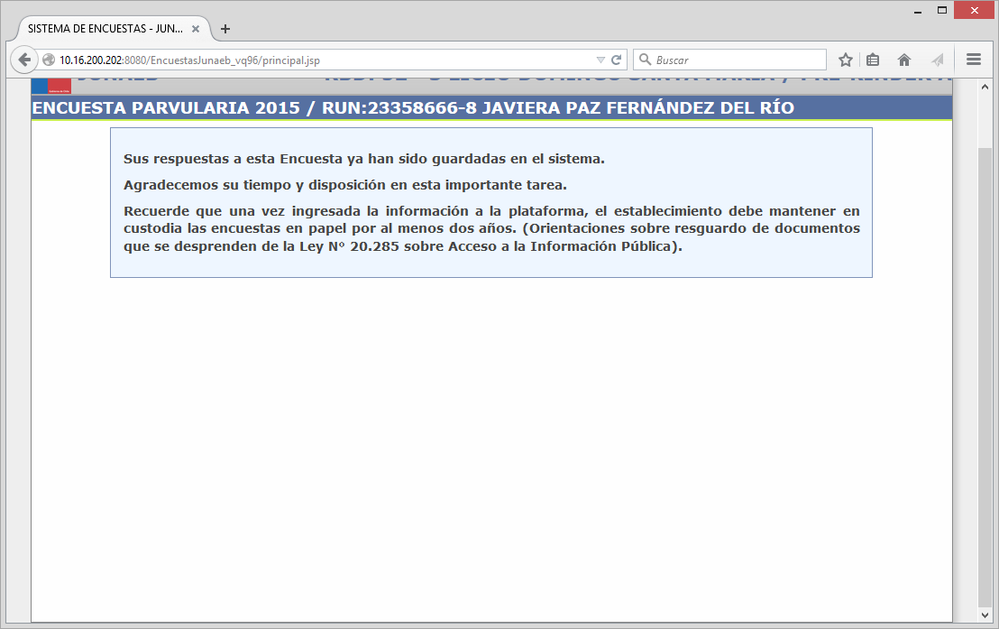 SISTEMA DE ENCUESTAS - JUN...
10.16.200.202:8080/EncuestasJunaeb_vq96/principal.jsp
Buscar
JUNAEB
ENCUESTA PARVULARIA 2015 / RUN:23358666-8 JAVIERA PAZ FERNÁNDEZ DEL RÍO
Sus respuestas a esta Encuesta ya han sido guardadas en el sistema.
Agradecemos su tiempo y disposición en esta importante tarea.
Recuerde que una vez ingresada la información a la plataforma, el establecimiento debe mantener en
custodia las encuestas en papel por al menos dos años. (Orientaciones sobre resguardo de documentos
que se desprenden de la Ley N° 20.285 sobre Acceso a la Información Pública).